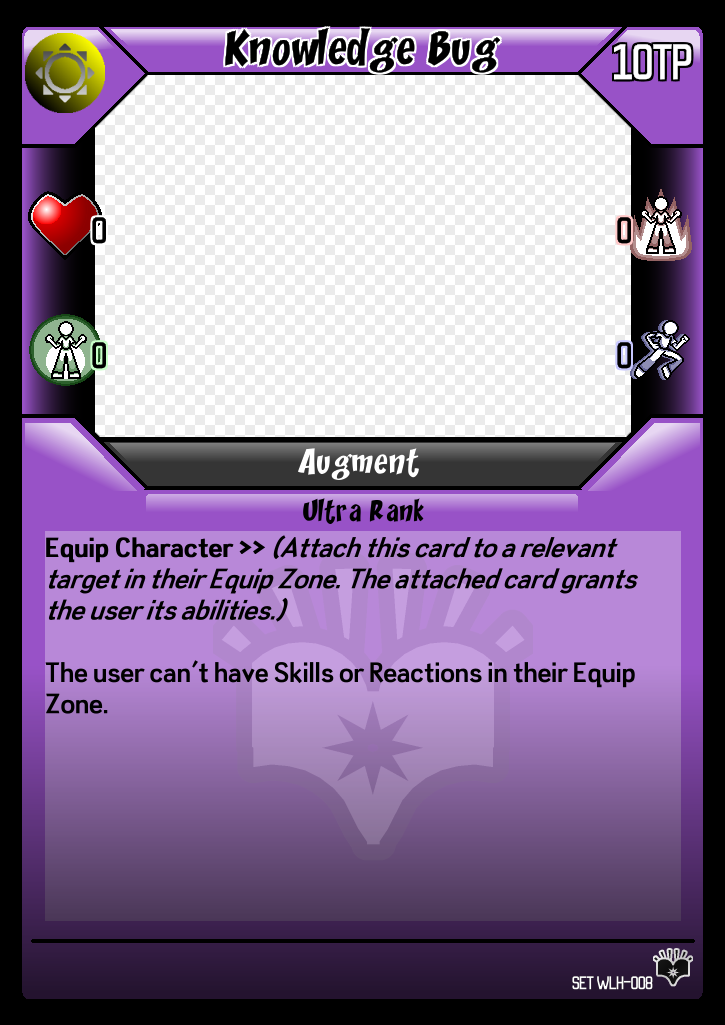 Knowledge Bug
10TP
0
0
0
0
Augment
Ultra Rank
Equip Character >> (Attach this card to a relevant
target in their Equip Zone. The attached card grants
the user its abilities.)
The user can't have Skills or Reactions in their Equip
Zone.
SET WLH-008